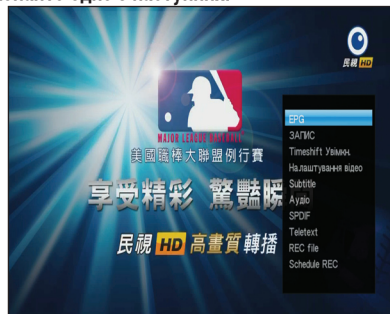 民視 HD
MAJOR LEAGUE BASEBALL
美國職棒大聯盟例行賽
享受精彩 驚豔瞬
民視 HD 高畫質 轉播
EPG
ЗАПИС
Timeshift Увімкн.
Налаштування відео
Subtitle
Аудіо
SPDIF
Teletext
REC file
Schedule REC